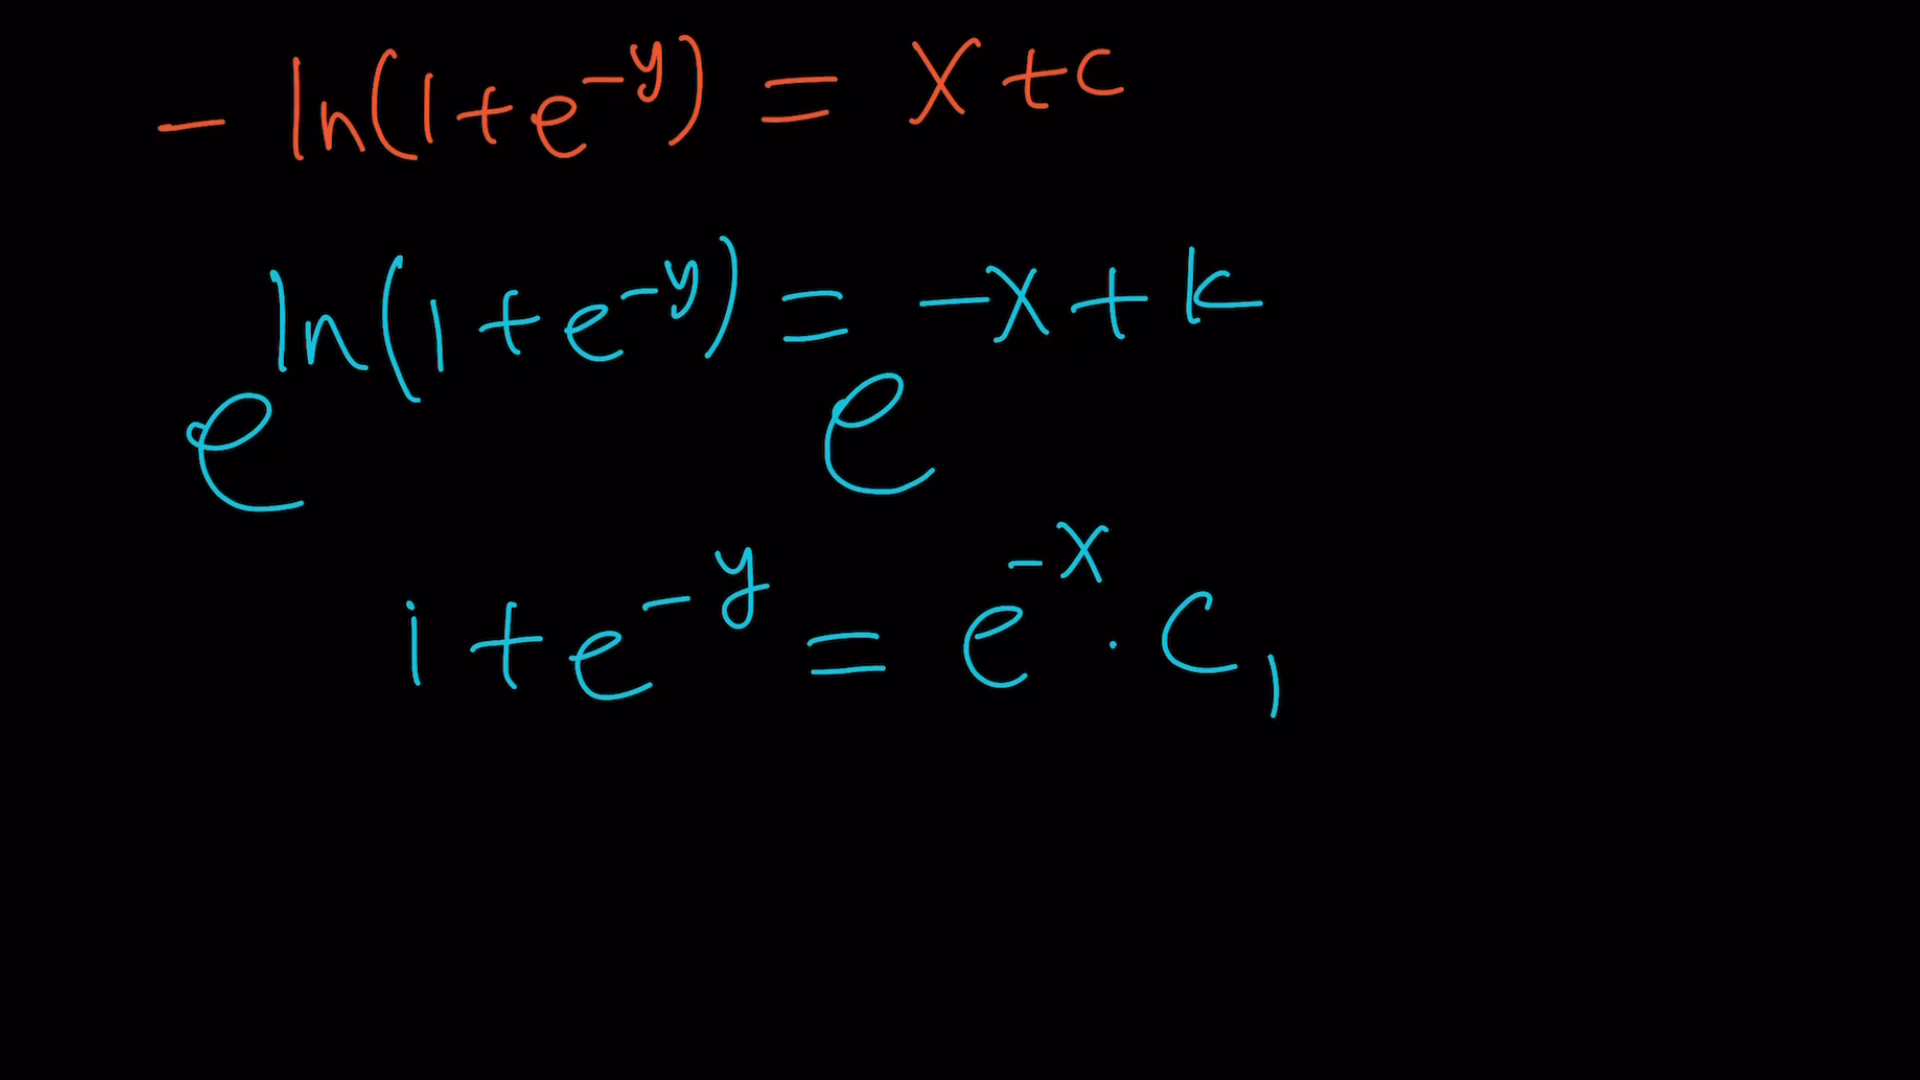 - ln(1+e^-y) = x+c
e^ln(1+e^-y) = e^-x+k
1+e^-y = e^-x · C₁